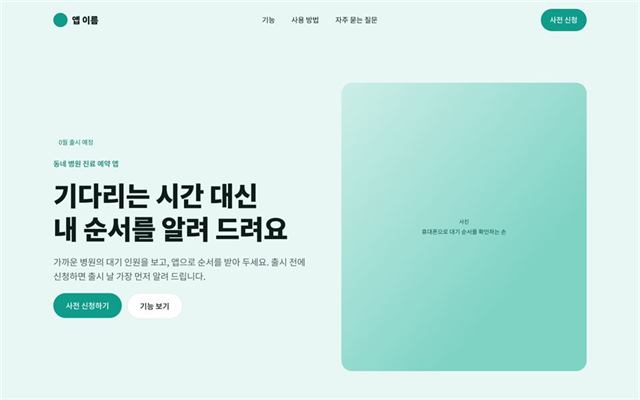 앱 이름
기능
사용 방법
자주 묻는 질문
사전 신청
0월 출시 예정
동네 병원 진료 예약 앱
기다리는 시간 대신
내 순서를 알려 드려요
가까운 병원의 대기 인원을 보고, 앱으로 순서를 받아 두세요. 출시 전에
신청하면 출시 날 가장 먼저 알려 드립니다.
사전 신청하기
기능 보기
사진
휴대폰으로 대기 순서를 확인하는 손